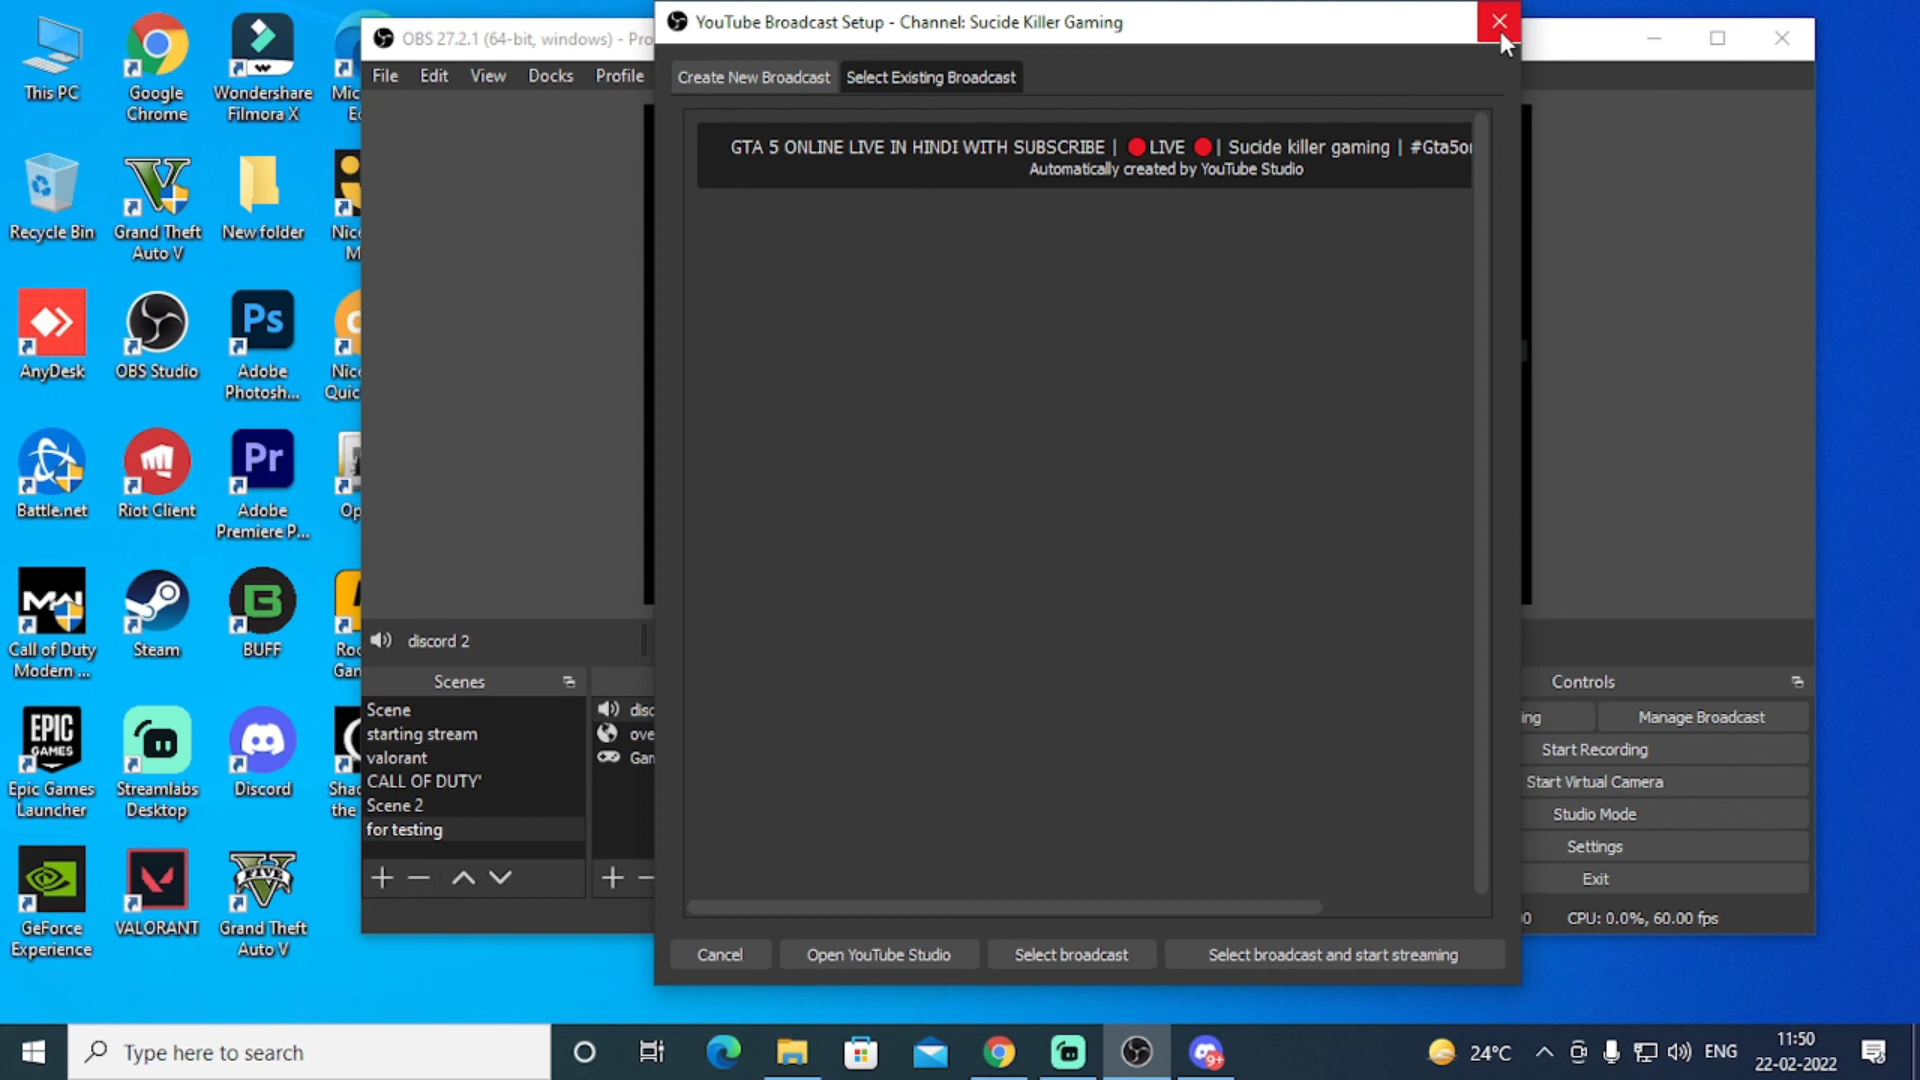 This PC
Google Chrome
Wondershare Filmora X
Recycle Bin
Grand Theft Auto V
New folder
AnyDesk
OBS Studio
Adobe Photosh...
Battle.net
Riot Client
Adobe Premiere P...
Call of Duty Modern ...
Steam
BUFF
Epic Games Launcher
Streamlabs Desktop
Discord
GeForce Experience
VALORANT
Grand Theft Auto V
OBS 27.2.1 (64-bit, windows) - Pro
File Edit View Docks Profile
YouTube Broadcast Setup - Channel: Sucide Killer Gaming
Create New Broadcast
Select Existing Broadcast
GTA 5 ONLINE LIVE IN HINDI WITH SUBSCRIBE | 🔴LIVE 🔴| Sucide killer gaming | #Gta5or
Automatically created by YouTube Studio
discord 2
Scenes
Scene
starting stream
valorant
CALL OF DUTY'
Scene 2
for testing
Controls
Manage Broadcast
Start Recording
Start Virtual Camera
Studio Mode
Settings
Exit
CPU: 0.0%, 60.00 fps
Cancel
Open YouTube Studio
Select broadcast
Select broadcast and start streaming
Type here to search
24°C
ENG
11:50
22-02-2022